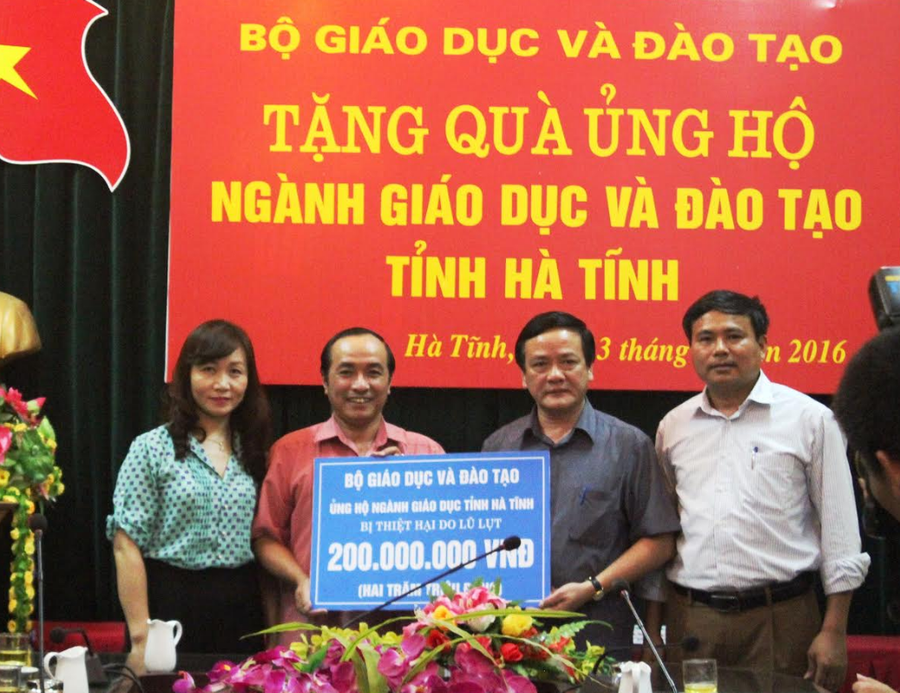 BỘ GIÁO DỤC VÀ ĐÀO TẠO
TẶNG QUÀ ỦNG HỘ
NGÀNH GIÁO DỤC VÀ ĐÀO TẠO
TỈNH HÀ TĨNH
Hà Tĩnh, 3 tháng 2016
BỘ GIÁO DỤC VÀ ĐÀO TẠO
ỦNG HỘ NGÀNH GIÁO DỤC TỈNH HÀ TĨNH
BỊ THIỆT HẠI DO LŨ LỤT
200.000.000 VNĐ
(HAI TRĂM